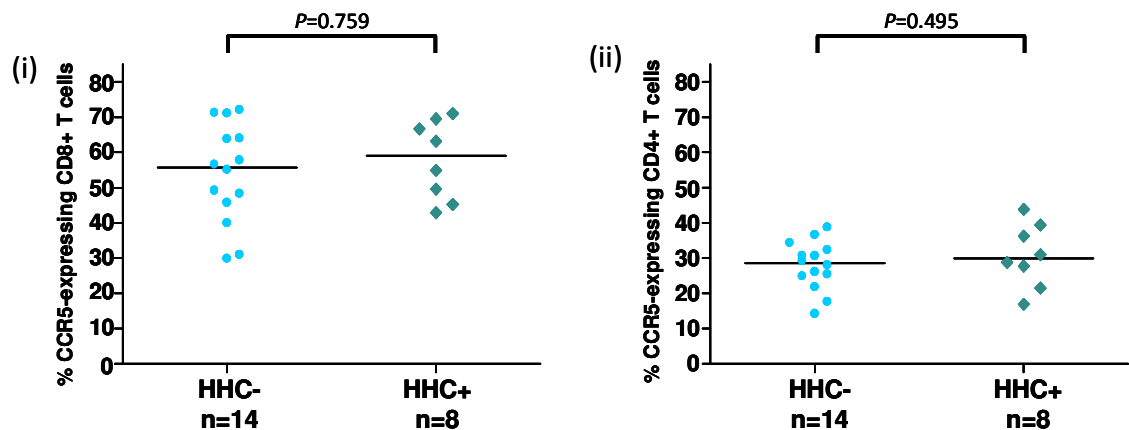 P=0.759
(i)
% CCR5-expressing CD8+ T cells
80
70
60
50
40
30
20
10
0
HHC-
n=14
HHC+
n=8
P=0.495
(ii)
% CCR5-expressing CD4+ T cells
80
70
60
50
40
30
20
10
0
HHC-
n=14
HHC+
n=8